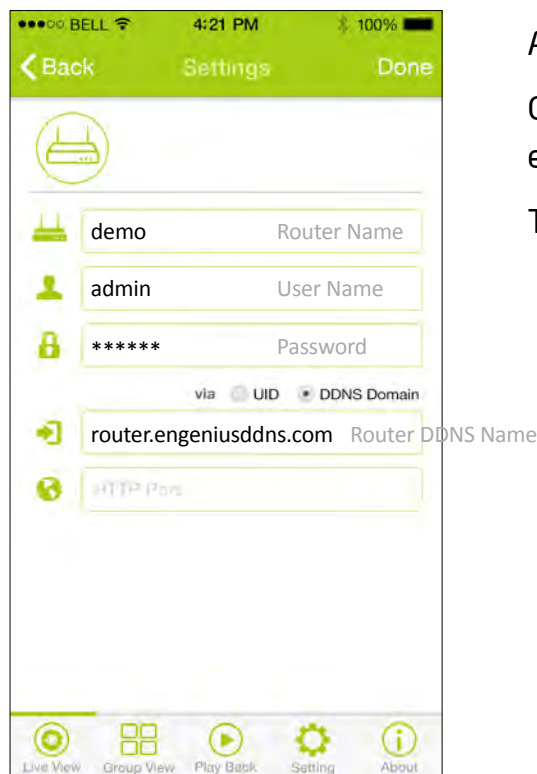 BELL 4:21 PM 100%
Back Settings Done
demo Router Name
admin User Name
****** Password
via UID DDNS Domain
router.engeniusddns.com Router DDNS Name
HTTP Port
Live View Group View Play Back Setting About